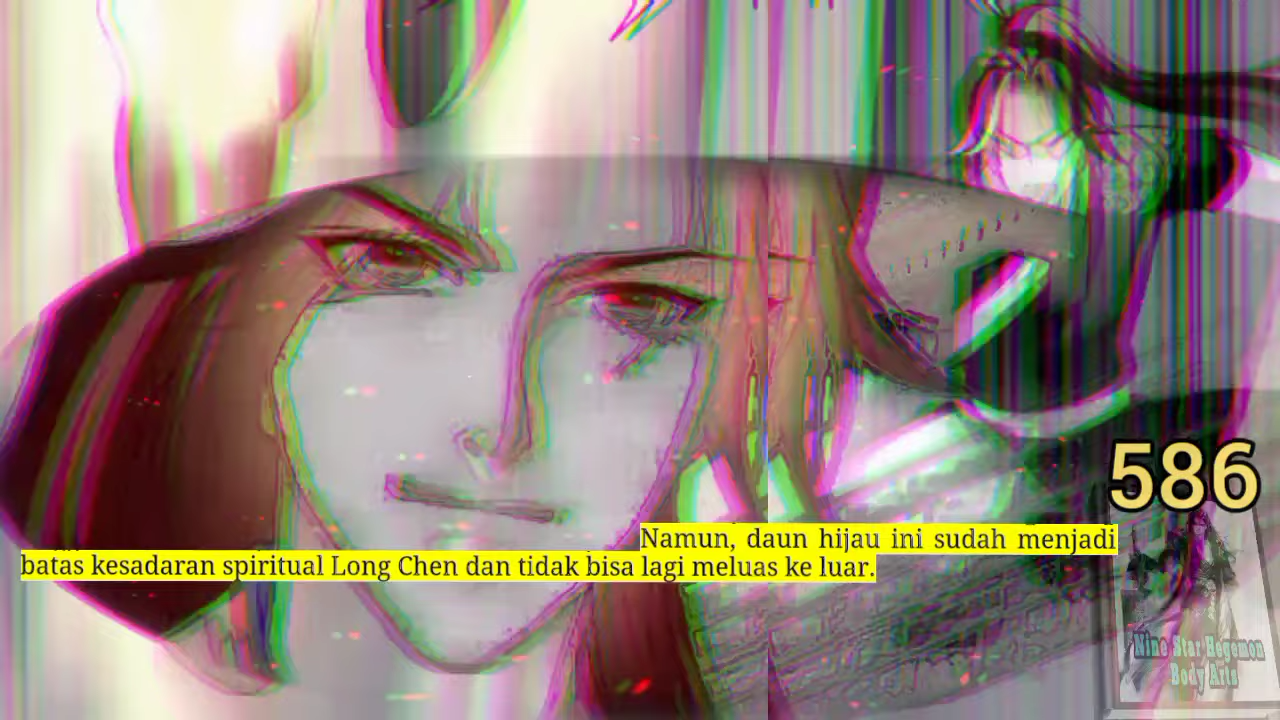 586
Namun, daun hijau ini sudah menjadi
batas kesadaran spiritual Long Chen dan tidak bisa lagi meluas ke luar.
Nine Star Hegemon
Body Arts